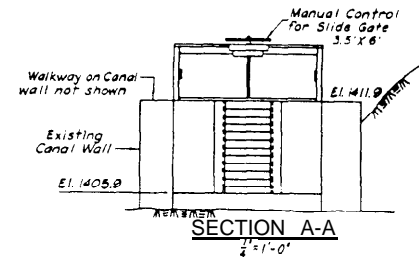 Manual Control
for Slide Gate
3.5'X6'
Walkway on Canal
wall not shown
El. 1411.9
Existing
Canal Wall
El. 1405.9
SECTION A-A
1/4"=1'-0"